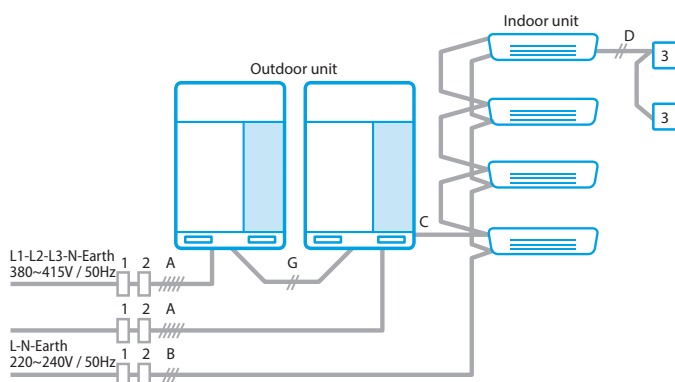 Indoor unit
D
3
Outdoor unit
3
C
L1-L2-L3-N-Earth
380~415V / 50Hz
1 2 A
G
1 2 A
L-N-Earth
220~240V / 50Hz
1 2 B